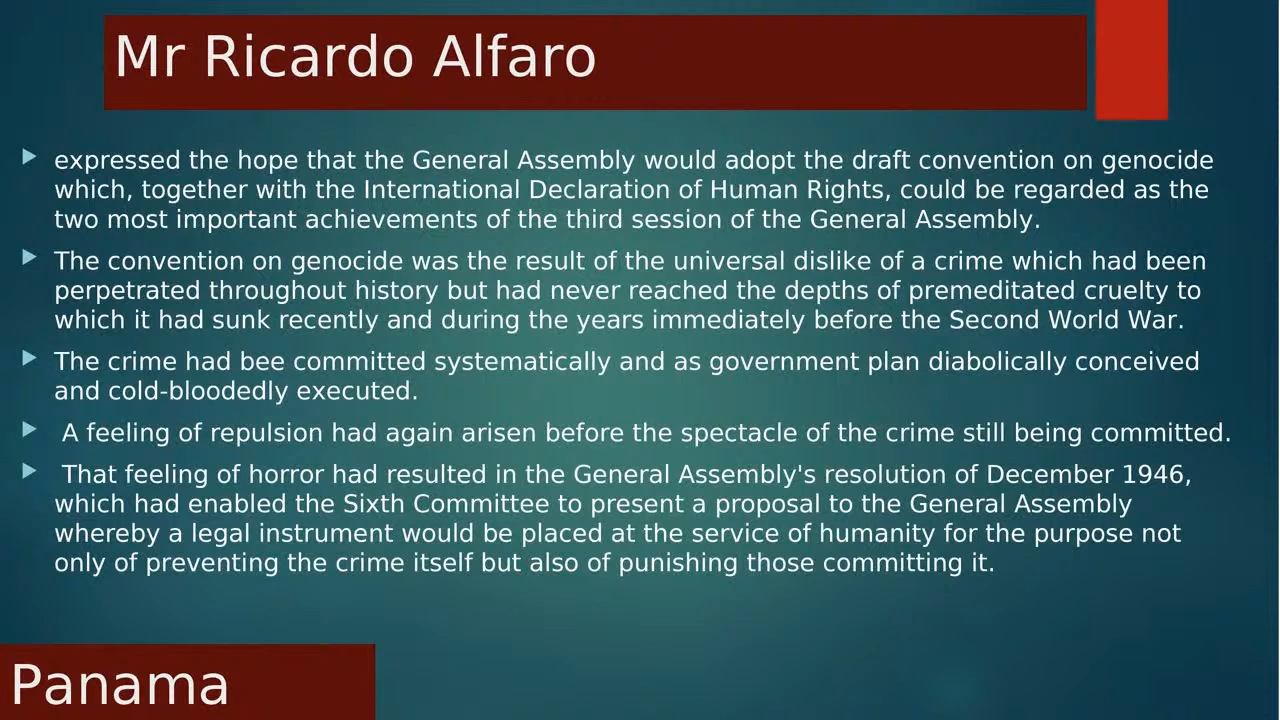 Mr Ricardo Alfaro
expressed the hope that the General Assembly would adopt the draft convention on genocide
which, together with the International Declaration of Human Rights, could be regarded as the
two most important achievements of the third session of the General Assembly.
The convention on genocide was the result of the universal dislike of a crime which had been
perpetrated throughout history but had never reached the depths of premeditated cruelty to
which it had sunk recently and during the years immediately before the Second World War.
The crime had bee committed systematically and as government plan diabolically conceived
and cold-bloodedly executed.
A feeling of repulsion had again arisen before the spectacle of the crime still being committed.
That feeling of horror had resulted in the General Assembly's resolution of December 1946,
which had enabled the Sixth Committee to present a proposal to the General Assembly
whereby a legal instrument would be placed at the service of humanity for the purpose not
only of preventing the crime itself but also of punishing those committing it.
Panama